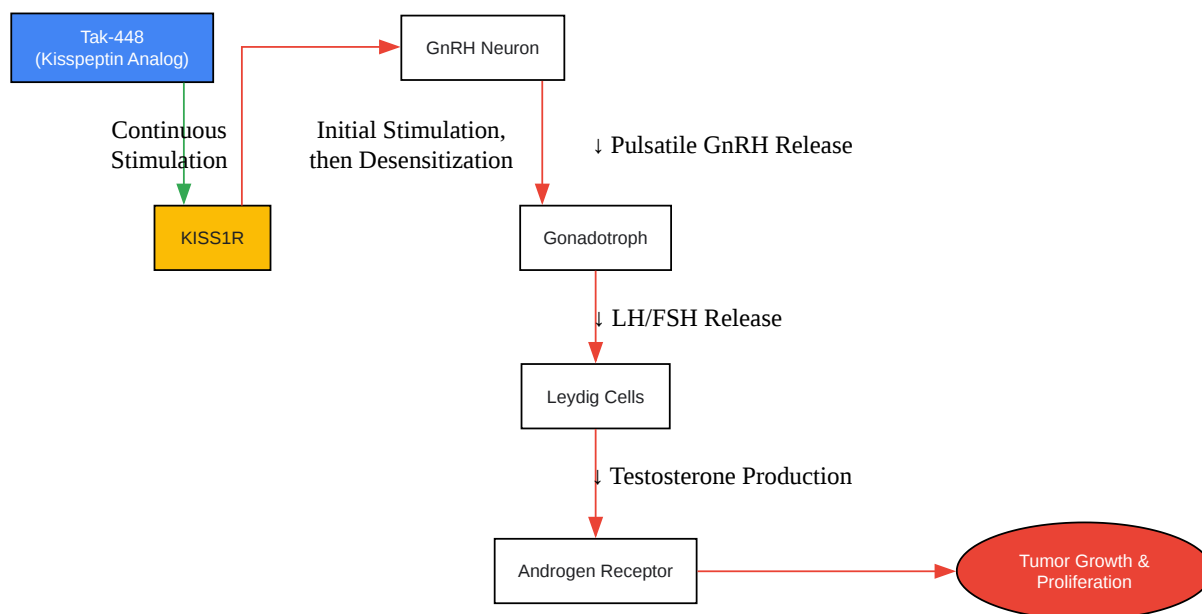 Tak-448
(Kisspeptin Analog)
GnRH Neuron
Continuous
Stimulation
Initial Stimulation,
then Desensitization
↓ Pulsatile GnRH Release
KISS1R
Gonadotroph
↓ LH/FSH Release
Leydig Cells
↓ Testosterone Production
Androgen Receptor
Tumor Growth &
Proliferation